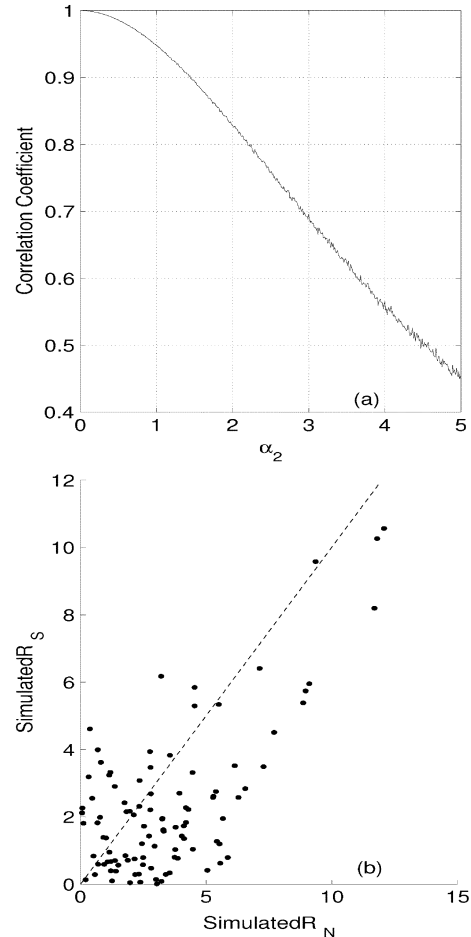 1
0.9
0.8
0.7
0.6
0.5
0.4
Correlation Coefficient
(a)
0 1 2 3 4 5
α2
12
10
8
6
4
2
0
SimulatedR S
(b)
0 5 10 15
SimulatedR N